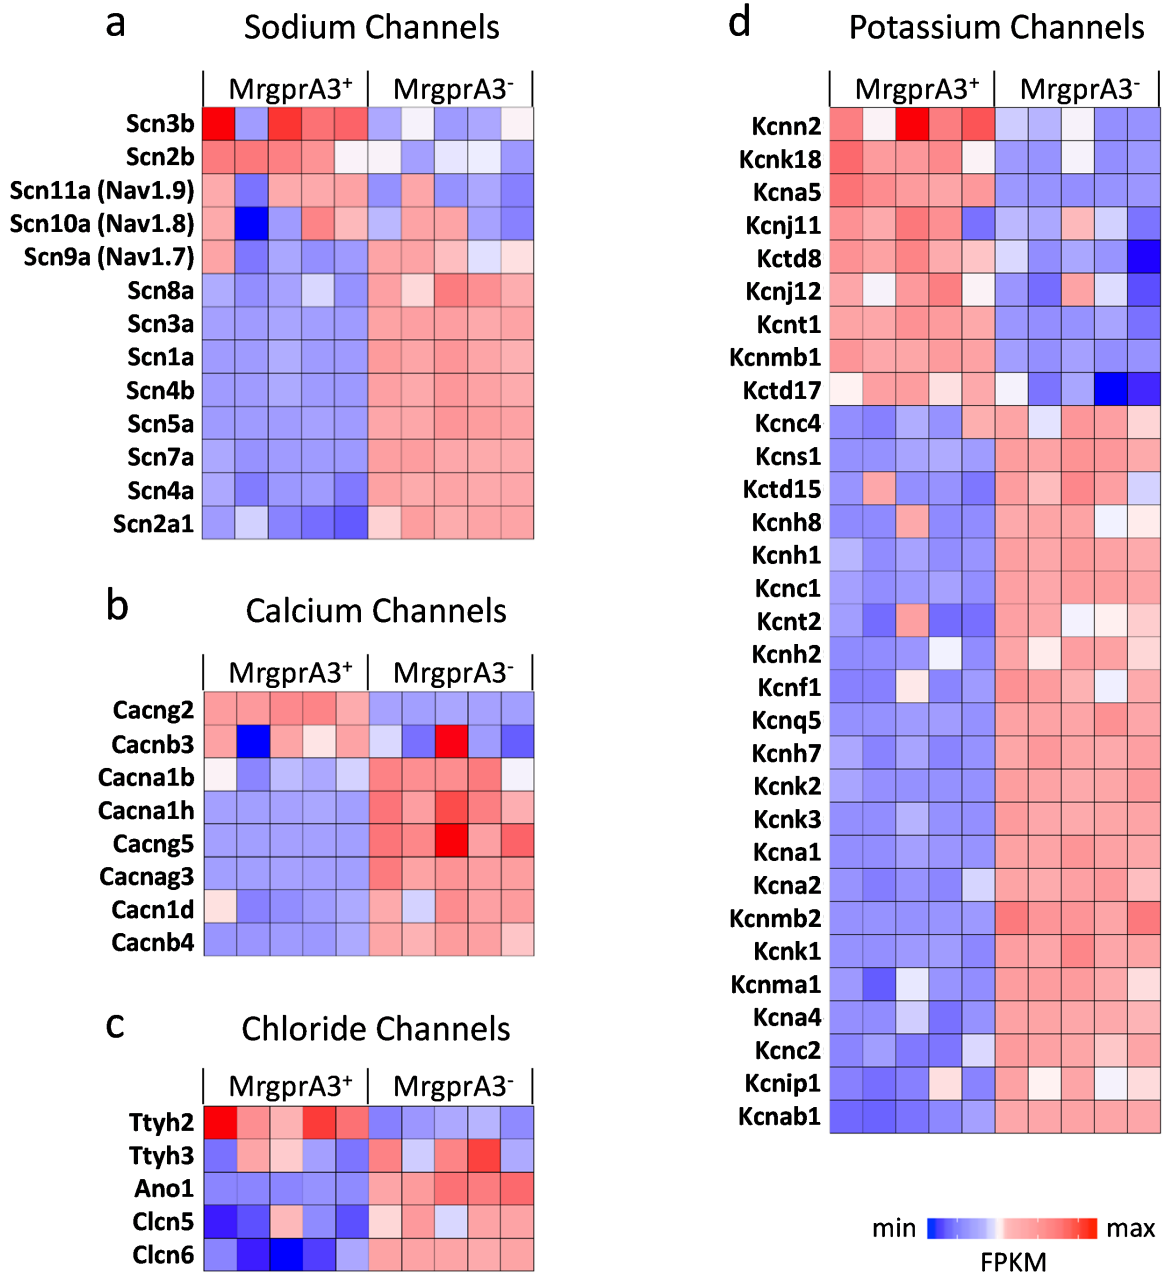 a
Sodium Channels
MrgprA3+
MrgprA3-
Scn3b
Scn2b
Scn11a (Nav1.9)
Scn10a (Nav1.8)
Scn9a (Nav1.7)
Scn8a
Scn3a
Scn1a
Scn4b
Scn5a
Scn7a
Scn4a
Scn2a1
b
Calcium Channels
MrgprA3+
MrgprA3-
Cacng2
Cacnb3
Cacna1b
Cacna1h
Cacng5
Cacnag3
Cacn1d
Cacnb4
c
Chloride Channels
MrgprA3+
MrgprA3-
Ttyh2
Ttyh3
Ano1
Clcn5
Clcn6
d
Potassium Channels
MrgprA3+
MrgprA3-
Kcnn2
Kcnk18
Kcna5
Kcnj11
Kctd8
Kcnj12
Kcnt1
Kcnmb1
Kctd17
Kcnc4
Kcns1
Kctd15
Kcnh8
Kcnh1
Kcnc1
Kcnt2
Kcnh2
Kcnf1
Kcnq5
Kcnh7
Kcnk2
Kcnk3
Kcna1
Kcna2
Kcnmb2
Kcnk1
Kcnma1
Kcna4
Kcnc2
Kcnip1
Kcnab1
min
max
FPKM